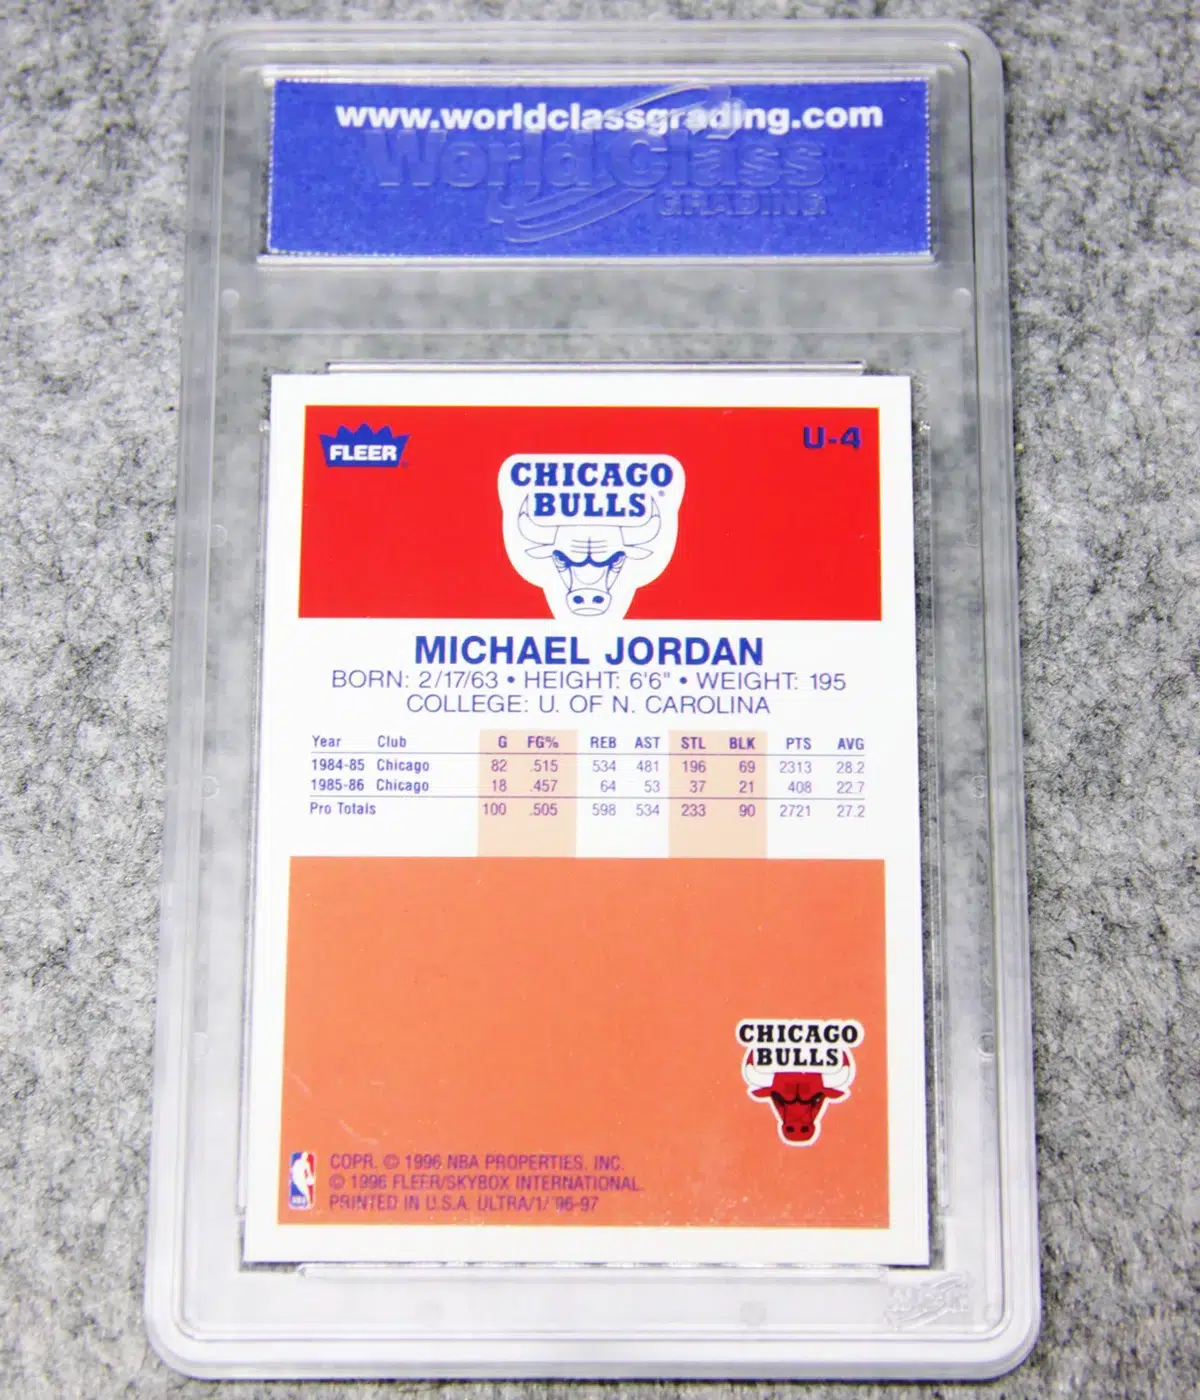 www.worldclassgrading.com
World Class
GRADING
FLEER
U-4
CHICAGO
BULLS
MICHAEL JORDAN
BORN: 2/17/63 • HEIGHT: 6'6" • WEIGHT: 195
COLLEGE: U. OF N. CAROLINA
Year Club G FG% REB AST STL BLK PTS AVG
1984-85 Chicago 82 .515 534 481 196 69 2313 28.2
1985-86 Chicago 18 .457 64 53 37 21 408 22.7
Pro Totals 100 .505 598 534 233 90 2721 27.2
CHICAGO
BULLS
COPR. © 1996 NBA PROPERTIES, INC.
© 1996 FLEER/SKYBOX INTERNATIONAL.
PRINTED IN U.S.A. ULTRA/1/ '96-97